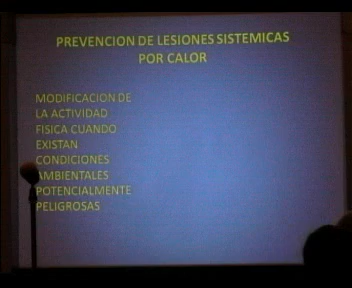 PREVENCION DE LESIONES SISTEMICAS
POR CALOR
MODIFICACION DE
LA ACTIVIDAD
FISICA CUANDO
EXISTAN
CONDICIONES
AMBIENTALES
POTENCIALMENTE
PELIGROSAS